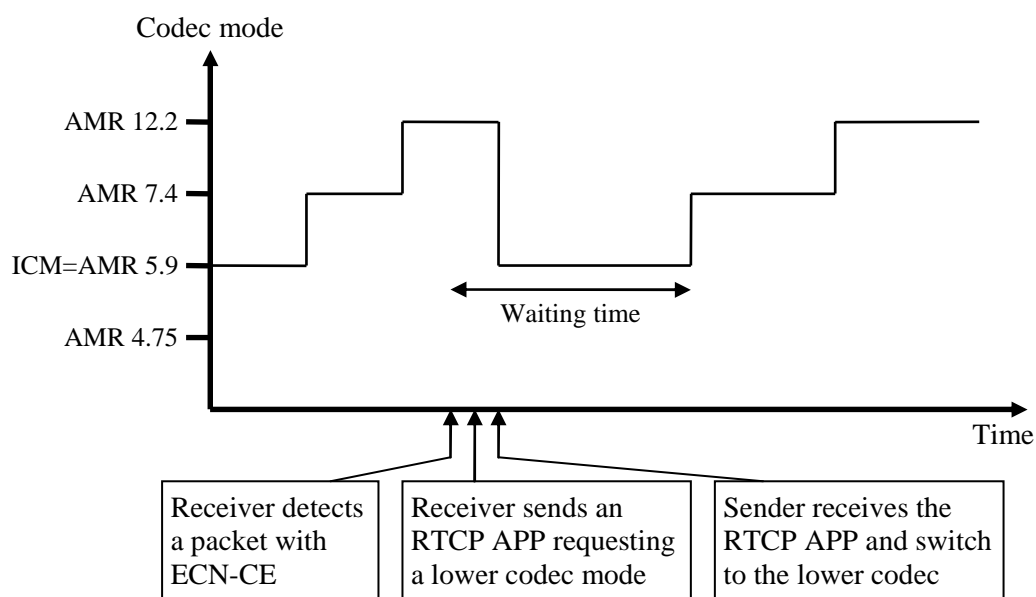 Codec mode
AMR 12.2
AMR 7.4
ICM=AMR 5.9
Waiting time
AMR 4.75
Time
Receiver detects
a packet with
ECN-CE
Receiver sends an
RTCP APP requesting
a lower codec mode
Sender receives the
RTCP APP and switch
to the lower codec